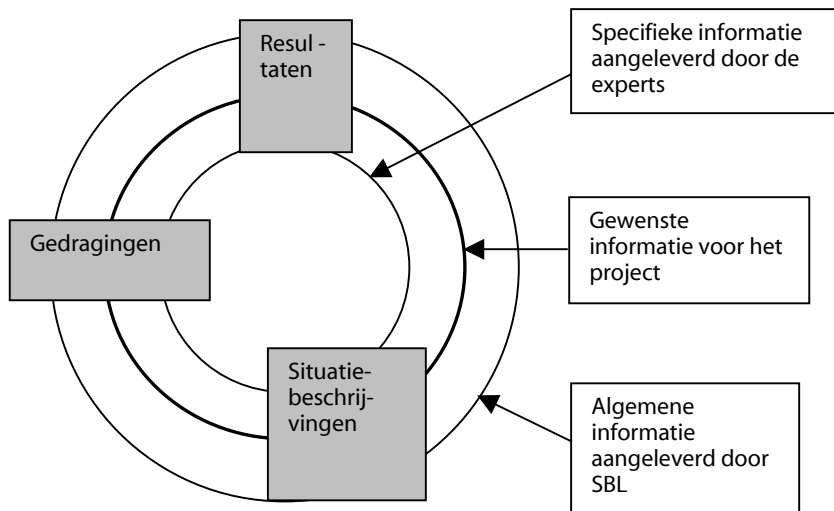 Resul -
taten
Specifieke informatie
aangeleverd door de
experts
Gedragingen
Gewenste
informatie voor het
project
Situatie-
beschrij-
vingen
Algemene
informatie
aangeleverd door
SBL